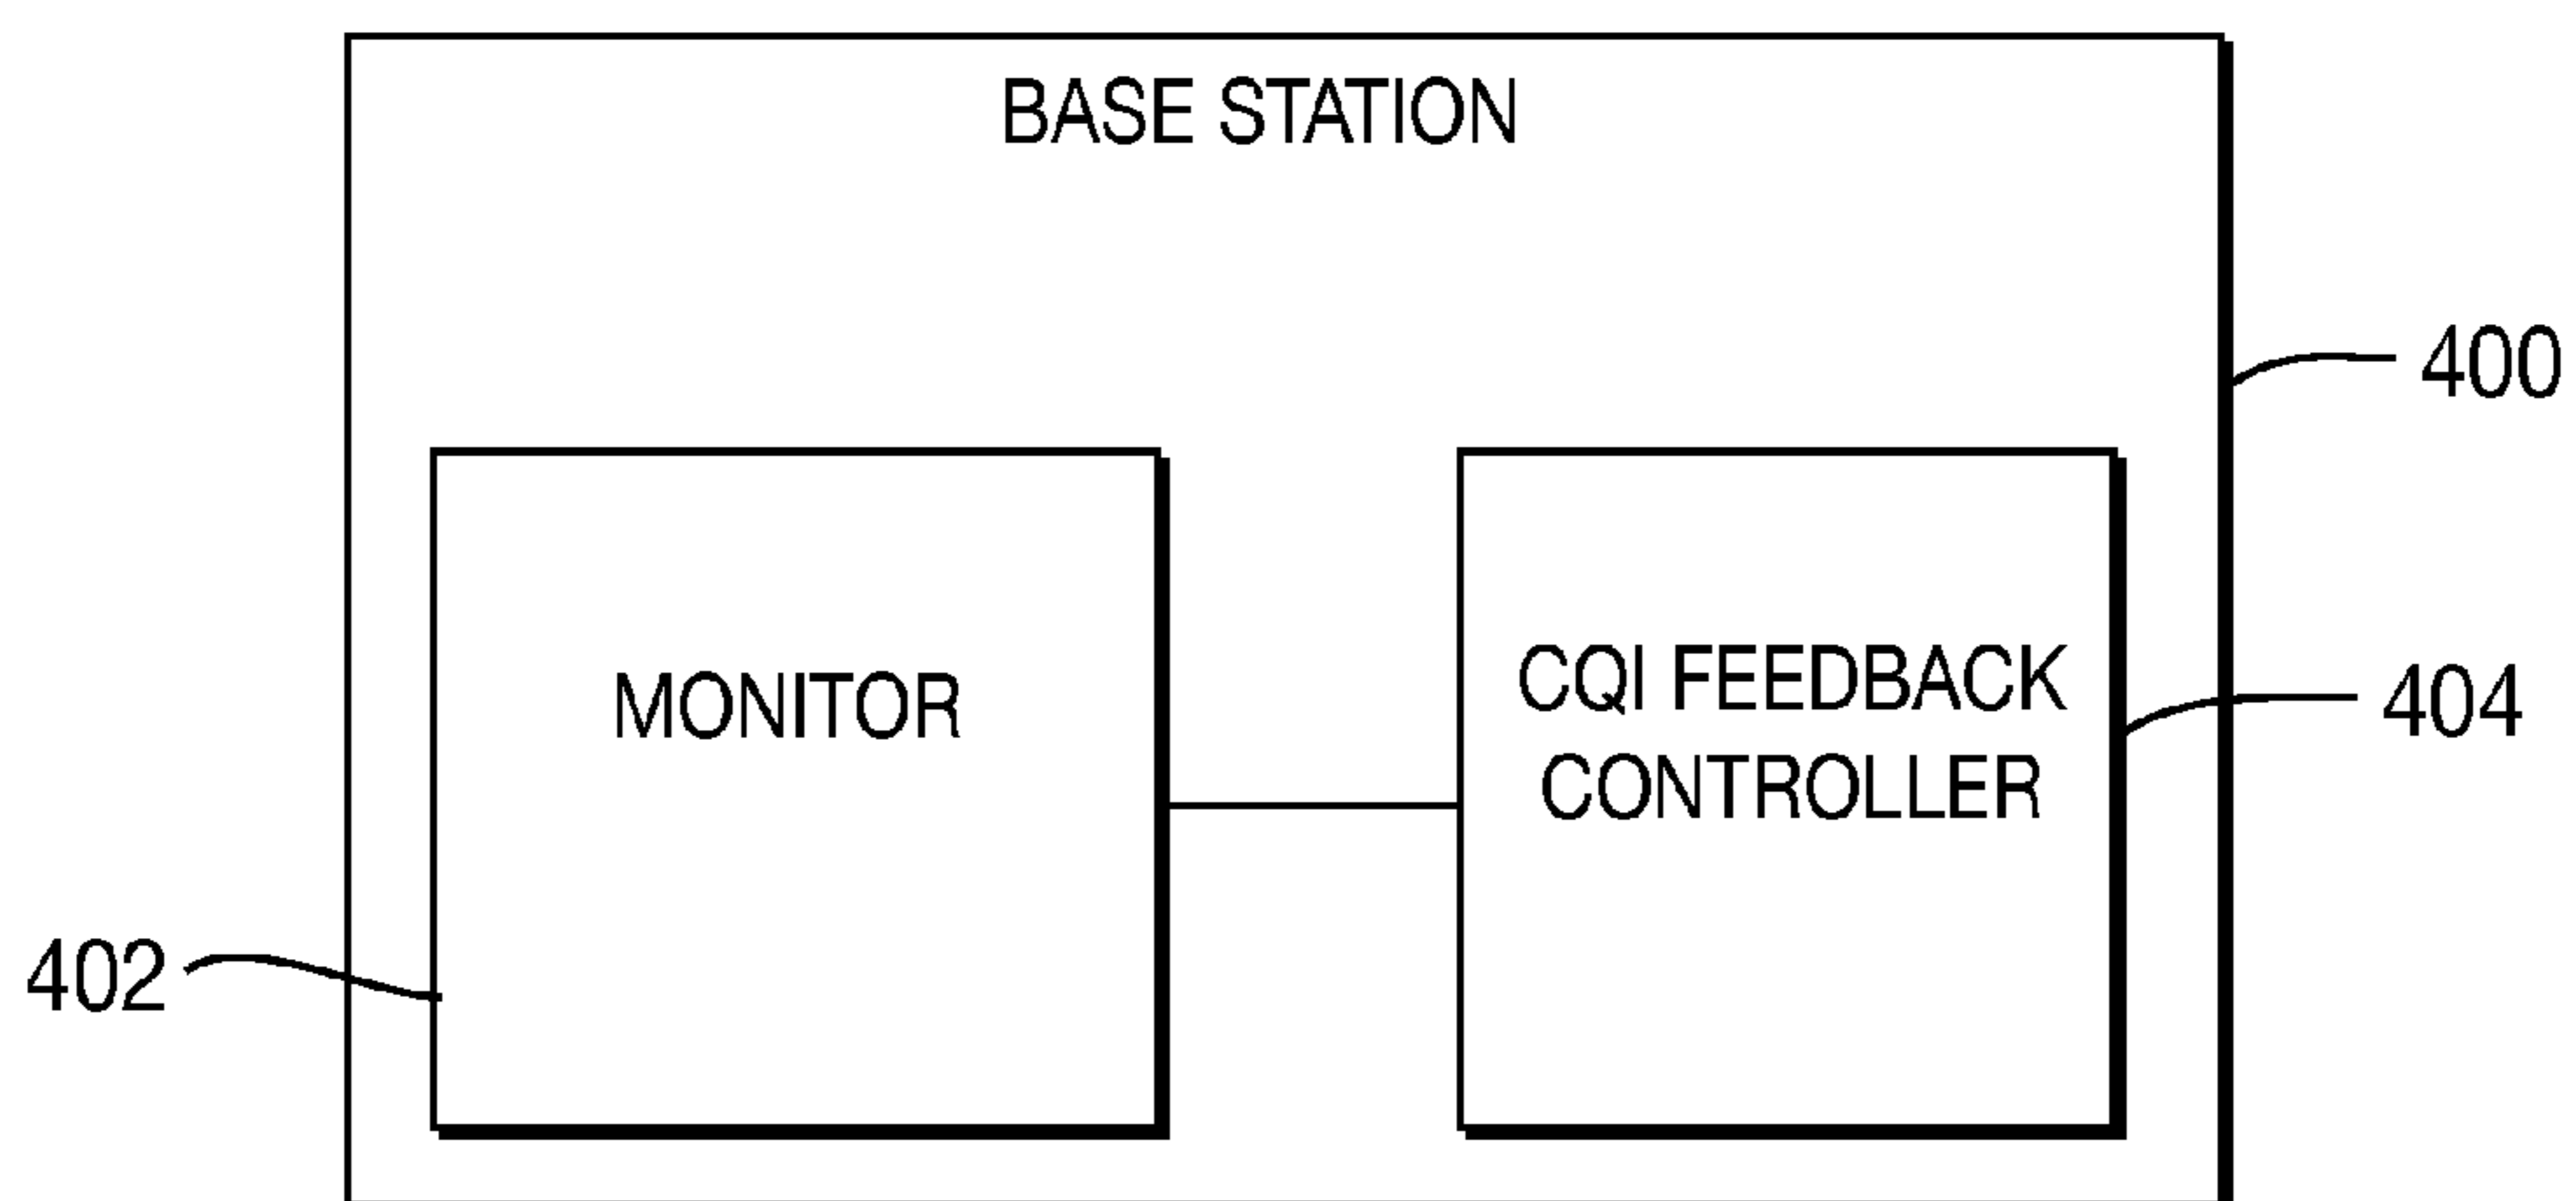 BASE STATION
400
MONITOR
CQI FEEDBACK
CONTROLLER
404
402